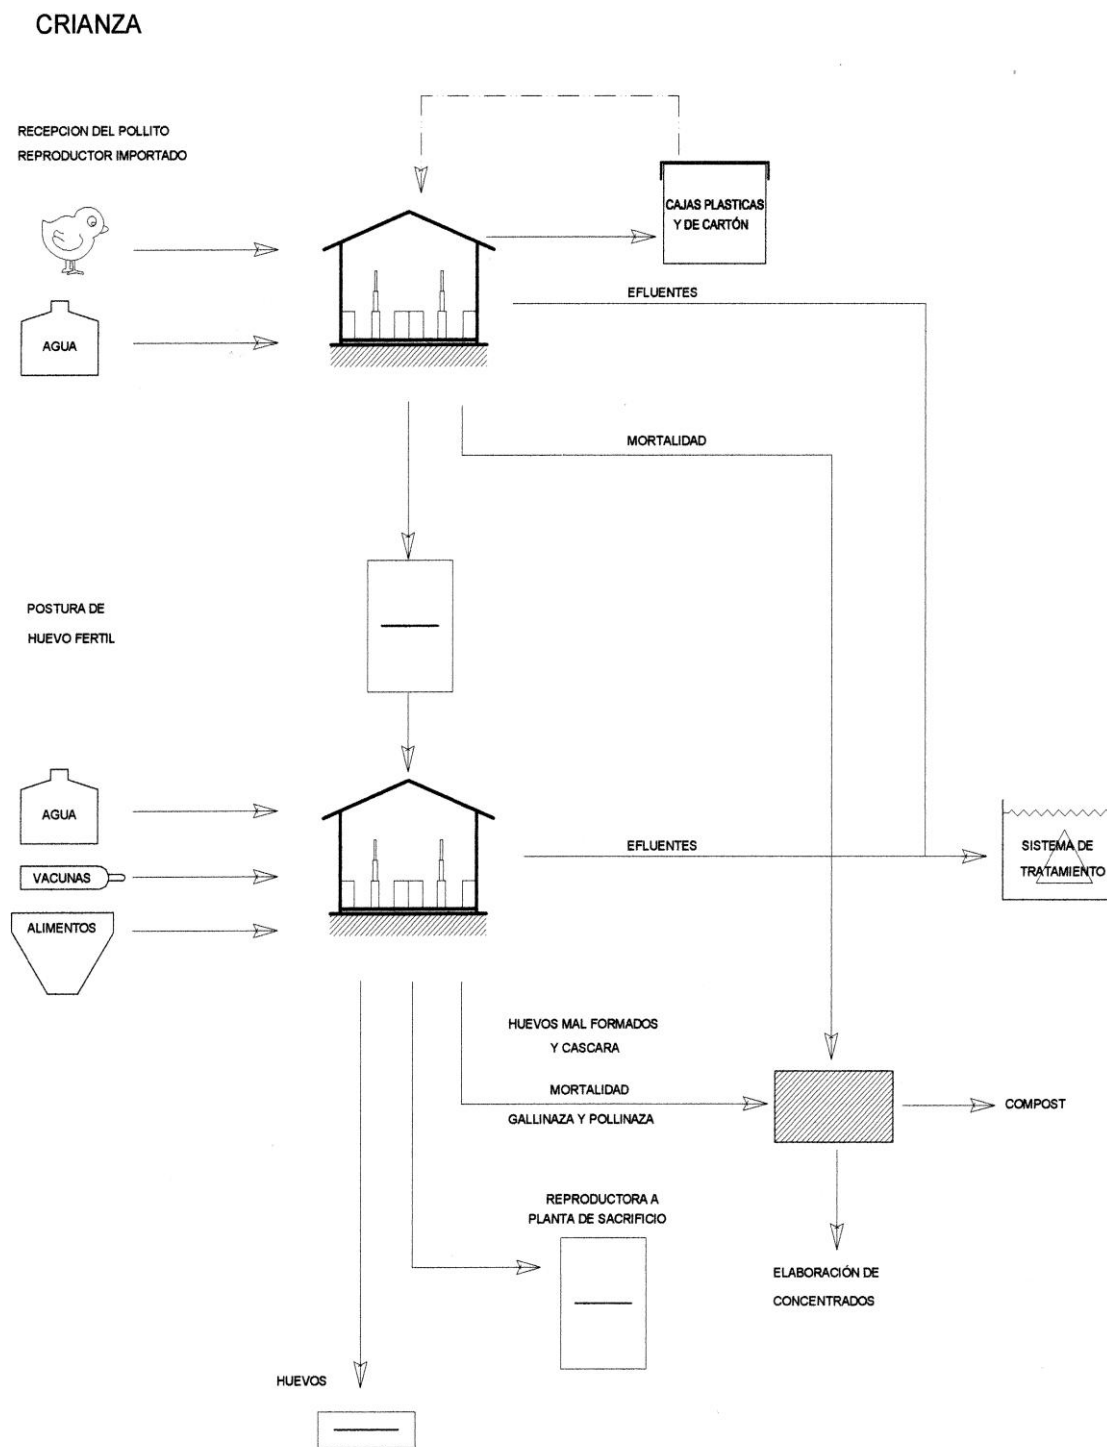 CRIANZA
RECEPCION DEL POLLITO
REPRODUCTOR IMPORTADO
CAJAS PLASTICAS
Y DE CARTÓN
EFLUENTES
AGUA
MORTALIDAD
POSTURA DE
HUEVO FERTIL
AGUA
EFLUENTES
SISTEMA DE
TRATAMIENTO
VACUNAS
ALIMENTOS
HUEVOS MAL FORMADOS
Y CASCARA
MORTALIDAD
GALLINAZA Y POLLINAZA
COMPOST
REPRODUCTORA A
PLANTA DE SACRIFICIO
ELABORACIÓN DE
CONCENTRADOS
HUEVOS